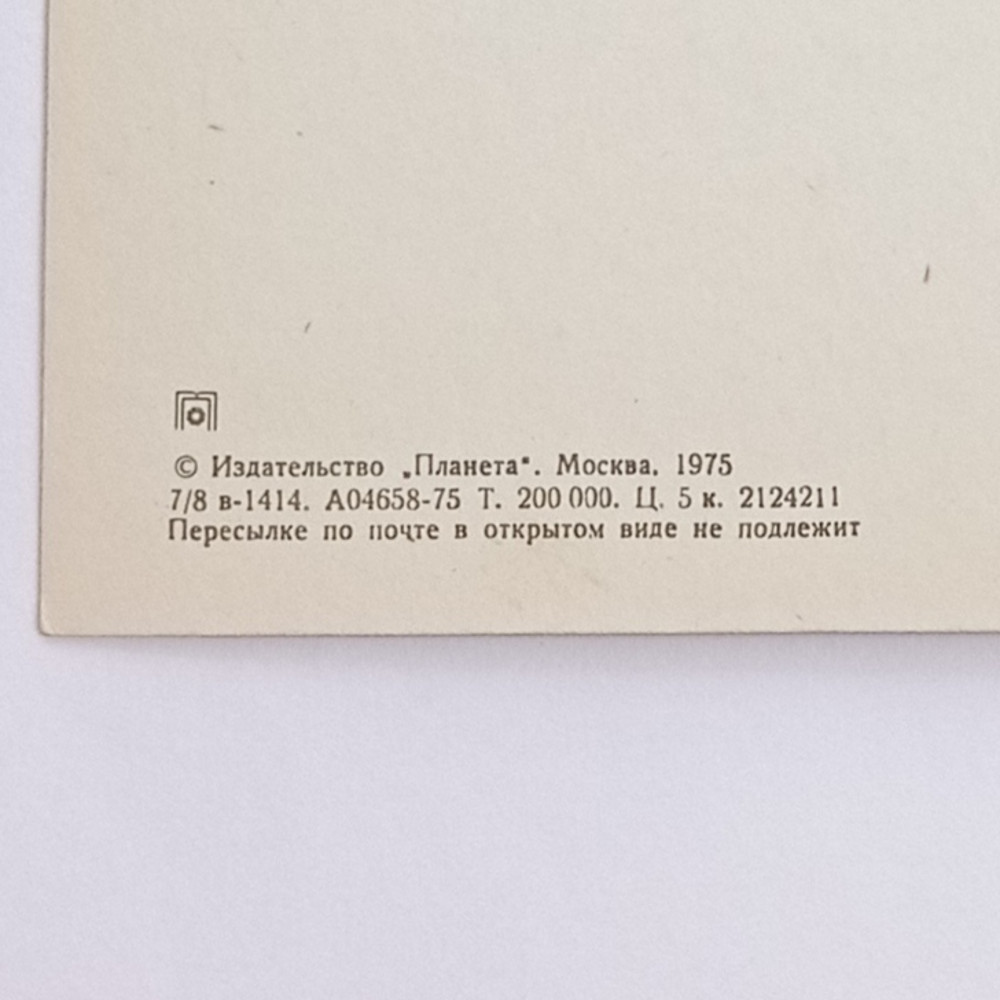 © Издательство „Планета“. Москва. 1975
7/8 в-1414. А04658-75 Т. 200 000. Ц. 5 к. 2124211
Пересылке по почте в открытом виде не подлежит